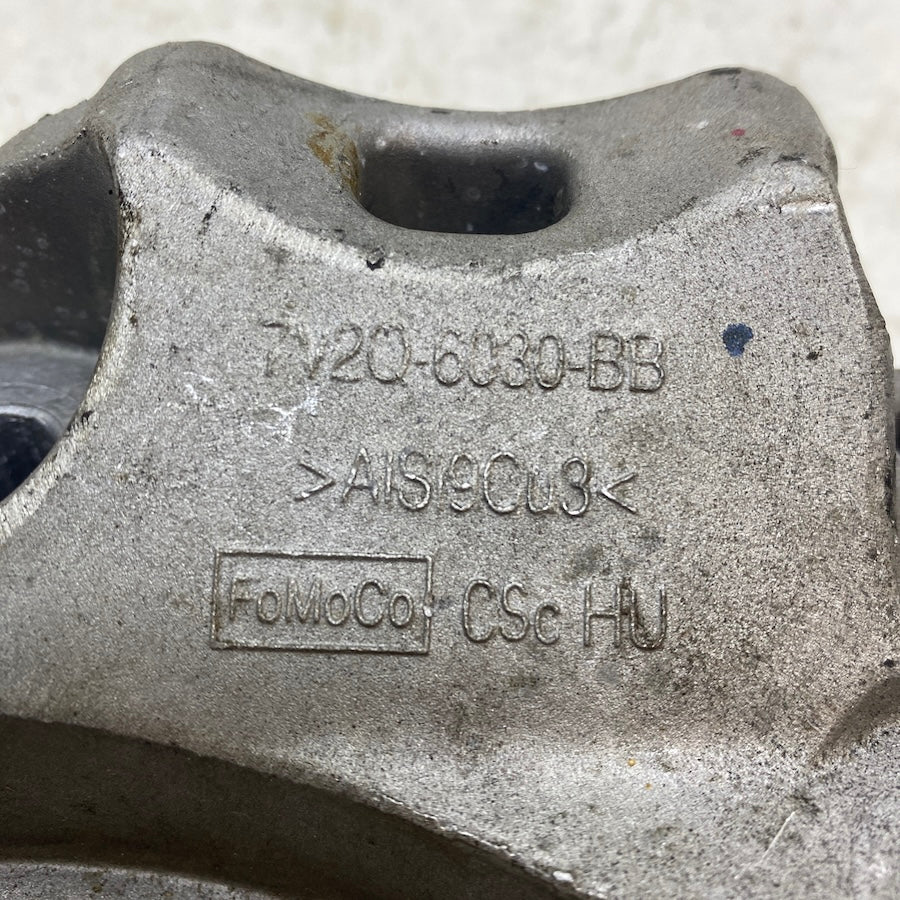 7V2Q-6030-BB
>AlSi9Cu3<
FoMoCo CSc HU